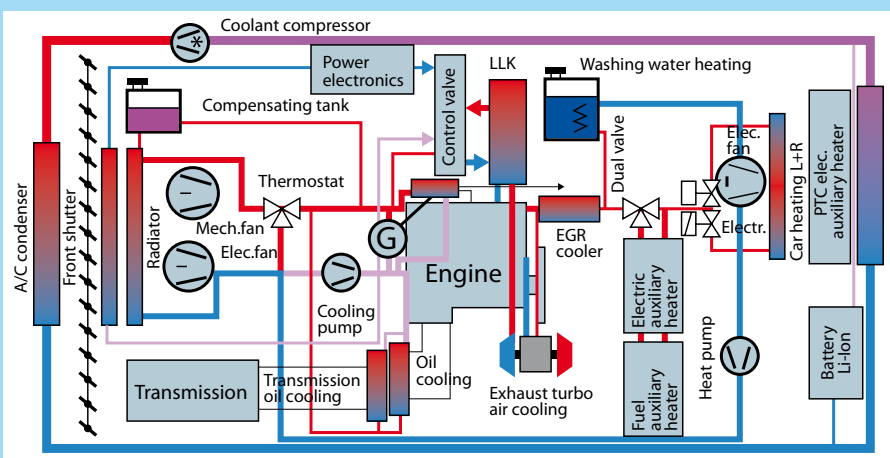 Coolant compressor
Power
electronics
Control valve
LLK
Washing water heating
Compensating tank
Dual valve
Elec.
fan
Car heating L+R
PTC elec.
auxiliary heater
A/C condenser
Front shutter
Radiator
Thermostat
Mech.fan
Elec.fan
G
Engine
EGR
cooler
Electr.
Cooling
pump
Electric
auxiliary
heater
Heat pump
Battery
Li-Ion
Transmission
Transmission
oil cooling
Oil
cooling
Exhaust turbo
air cooling
Fuel
auxiliary
heater